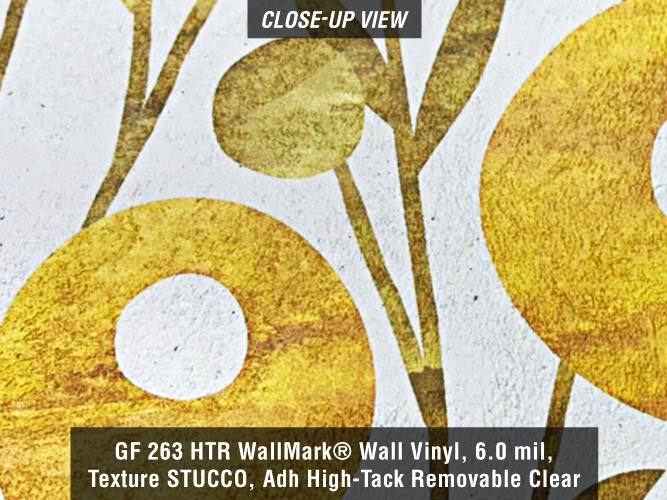 CLOSE-UP VIEW
GF 263 HTR WallMark® Wall Vinyl, 6.0 mil,
Texture STUCCO, Adh High-Tack Removable Clear